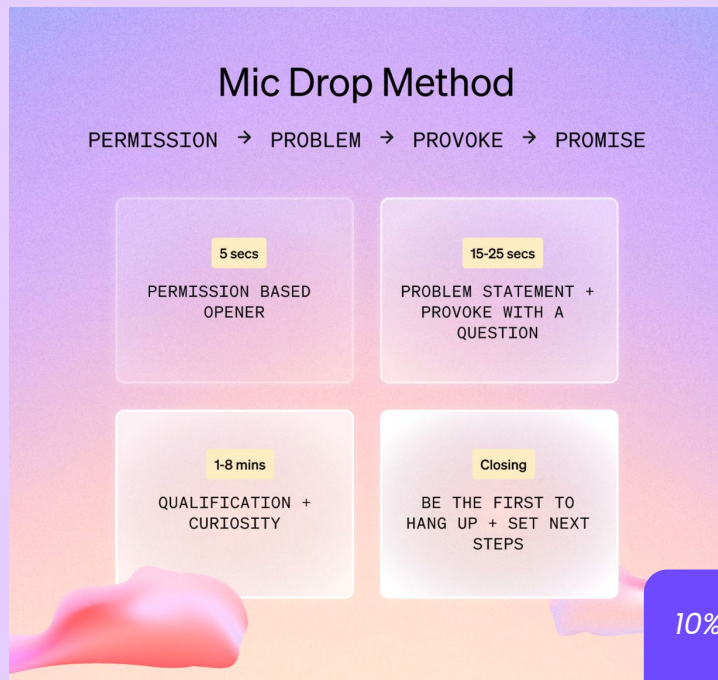 Mic Drop Method
PERMISSION → PROBLEM → PROVOKE → PROMISE
5 secs
PERMISSION BASED
OPENER
15-25 secs
PROBLEM STATEMENT +
PROVOKE WITH A
QUESTION
1-8 mins
QUALIFICATION +
CURIOSITY
Closing
BE THE FIRST TO
HANG UP + SET NEXT
STEPS
10%